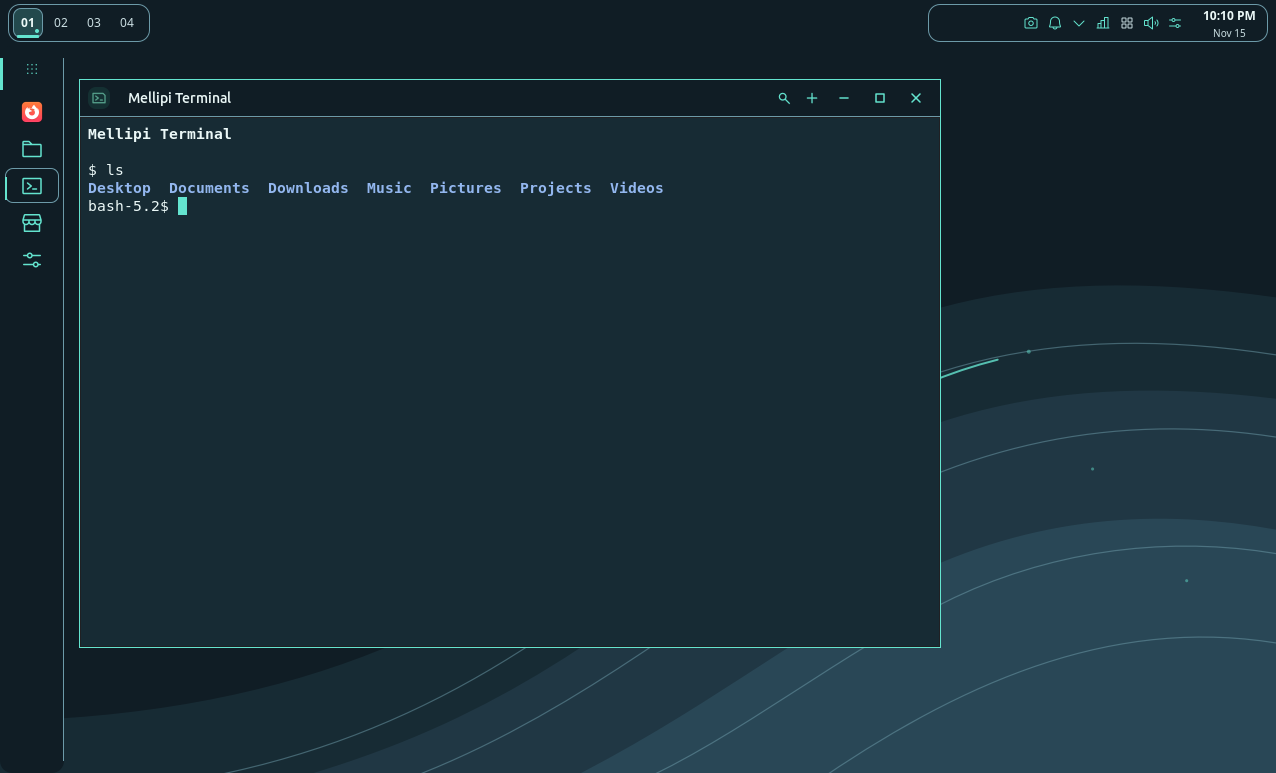 01 02 03 04
10:10 PM
Nov 15
Mellipi Terminal
Mellipi Terminal
$ ls
Desktop  Documents  Downloads  Music  Pictures  Projects  Videos
bash-5.2$